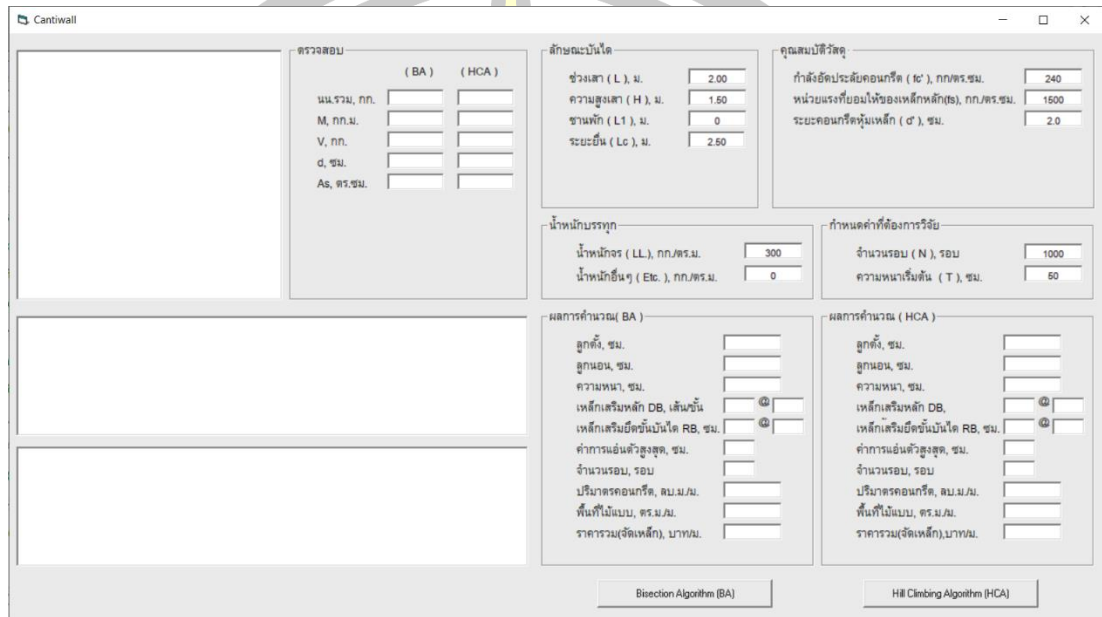 Cantiwall
ตรวจสอบ
( BA ) ( HCA )
นน.รวม, กก.
M, กก.ม.
V, กก.
d, ซม.
As, ตร.ซม.
ลักษณะบันได
ช่วงเสา ( L ), ม. 2.00
ความสูงเสา ( H ), ม. 1.50
ชานพัก ( L1 ), ม. 0
ระยะยื่น ( Lc ), ม. 2.50
คุณสมบัติวัสดุ
กำลังอัดประลัยคอนกรีต ( fc' ), กก/ตร.ซม. 240
หน่วยแรงที่ยอมให้ของเหล็กหลัก(fs), กก./ตร.ซม. 1500
ระยะคอนกรีตหุ้มเหล็ก ( d' ), ซม. 2.0
น้ำหนักบรรทุก
น้ำหนักจร ( LL.), กก./ตร.ม. 300
น้ำหนักอื่นๆ ( Etc. ), กก./ตร.ม. 0
กำหนดค่าที่ต้องการวิจัย
จำนวนรอบ ( N ), รอบ 1000
ความหนาเริ่มต้น ( T ), ซม. 50
ผลการคำนวณ( BA )
ลูกตั้ง, ซม.
ลูกนอน, ซม.
ความหนา, ซม.
เหล็กเสริมหลัก DB, เส้น/ขั้น @
เหล็กเสริมยึดขั้นบันได RB, ซม. @
ค่าการแอ่นตัวสูงสุด, ซม.
จำนวนรอบ, รอบ
ปริมาตรคอนกรีต, ลบ.ม./ม.
พื้นที่ไม้แบบ, ตร.ม./ม.
ราคารวม(จัดเหล็ก), บาท/ม.
ผลการคำนวณ ( HCA )
ลูกตั้ง, ซม.
ลูกนอน, ซม.
ความหนา, ซม.
เหล็กเสริมหลัก DB, @
เหล็กเสริมยึดขั้นบันได RB, ซม. @
ค่าการแอ่นตัวสูงสุด, ซม.
จำนวนรอบ, รอบ
ปริมาตรคอนกรีต, ลบ.ม./ม.
พื้นที่ไม้แบบ, ตร.ม./ม.
ราคารวม(จัดเหล็ก),บาท/ม.
Bisection Algorithm (BA)
Hill Climbing Algorithm (HCA)